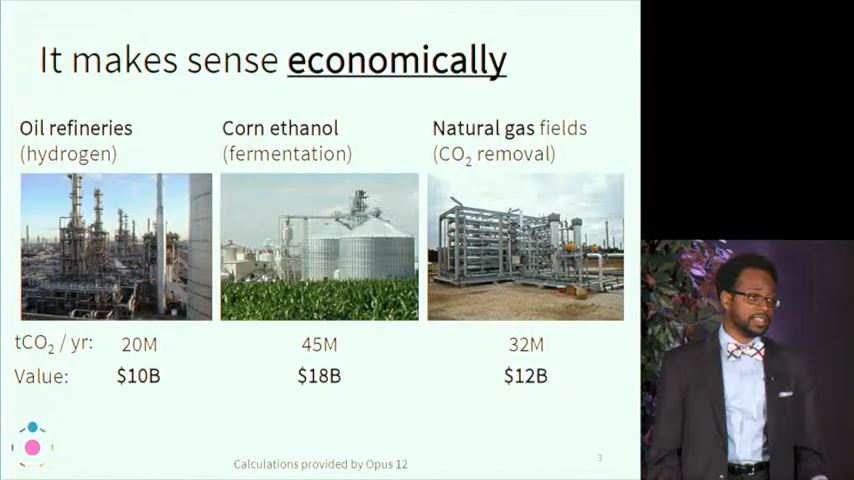 It makes sense economically
Oil refineries
(hydrogen)
Corn ethanol
(fermentation)
Natural gas fields
(CO₂ removal)
tCO₂ / yr: 20M 45M 32M
Value: $10B $18B $12B
Calculations provided by Opus 12
3